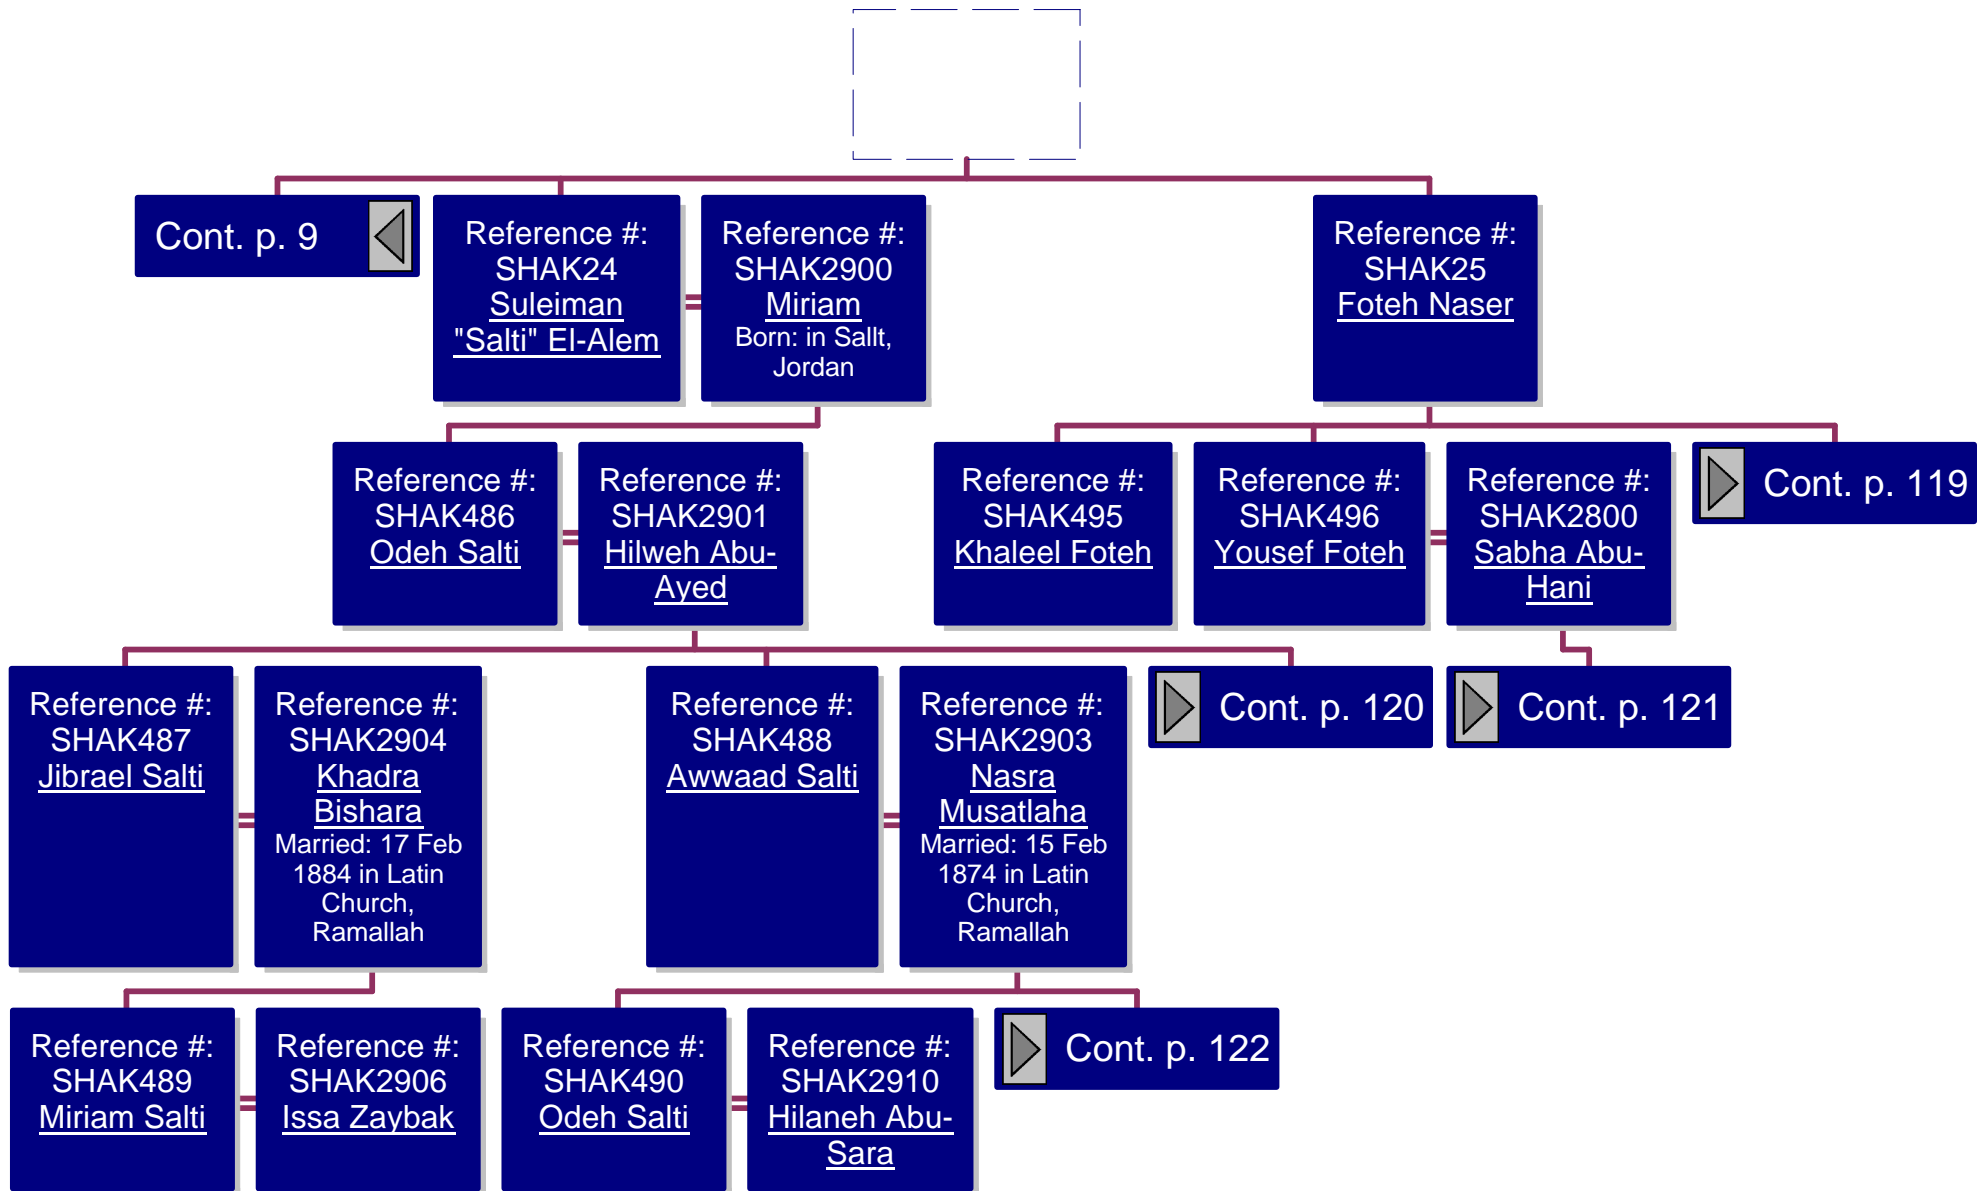 Cont. p. 9
Reference #:
SHAK24
Suleiman
"Salti" El-Alem
Reference #:
SHAK2900
Miriam
Born: in Sallt,
Jordan
Reference #:
SHAK25
Foteh Naser
Reference #:
SHAK486
Odeh Salti
Reference #:
SHAK2901
Hilweh Abu-
Ayed
Reference #:
SHAK495
Khaleel Foteh
Reference #:
SHAK496
Yousef Foteh
Reference #:
SHAK2800
Sabha Abu-
Hani
Cont. p. 119
Reference #:
SHAK487
Jibrael Salti
Reference #:
SHAK2904
Khadra
Bishara
Married: 17 Feb
1884 in Latin
Church,
Ramallah
Reference #:
SHAK488
Awwaad Salti
Reference #:
SHAK2903
Nasra
Musatlaha
Married: 15 Feb
1874 in Latin
Church,
Ramallah
Cont. p. 120
Cont. p. 121
Reference #:
SHAK489
Miriam Salti
Reference #:
SHAK2906
Issa Zaybak
Reference #:
SHAK490
Odeh Salti
Reference #:
SHAK2910
Hilaneh Abu-
Sara
Cont. p. 122